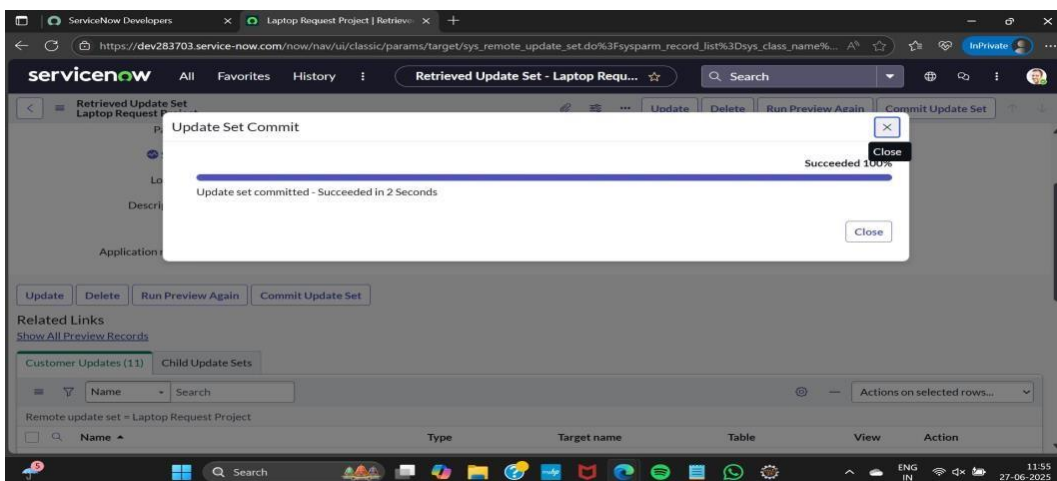 ServiceNow Developers
Laptop Request Project | Retrieve
https://dev283703.service-now.com/now/nav/ui/classic/params/target/sys_remote_update_set.do%3Fsysparm_record_list%3Dsys_class_name%...
InPrivate
servicenow All Favorites History Retrieved Update Set - Laptop Requ... Search
Retrieved Update Set
Laptop Request P
Update Delete Run Preview Again Commit Update Set
Update Set Commit
Close
Succeeded 100%
Update set committed - Succeeded in 2 Seconds
Lo
Descri
Close
Application
Update Delete Run Preview Again Commit Update Set
Related Links
Show All Preview Records
Customer Updates (11) Child Update Sets
Name Search Actions on selected rows...
Remote update set = Laptop Request Project
Name Type Target name Table View Action
5
Search
ENG
IN
11:55
27-06-2025